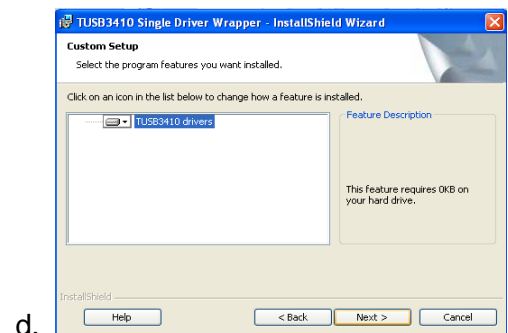 TUSB3410 Single Driver Wrapper - InstallShield Wizard
Custom Setup
Select the program features you want installed.
Click on an icon in the list below to change how a feature is installed.
TUSB3410 drivers
Feature Description
This feature requires 0KB on
your hard drive.
InstallShield
Help
< Back
Next >
Cancel
d.